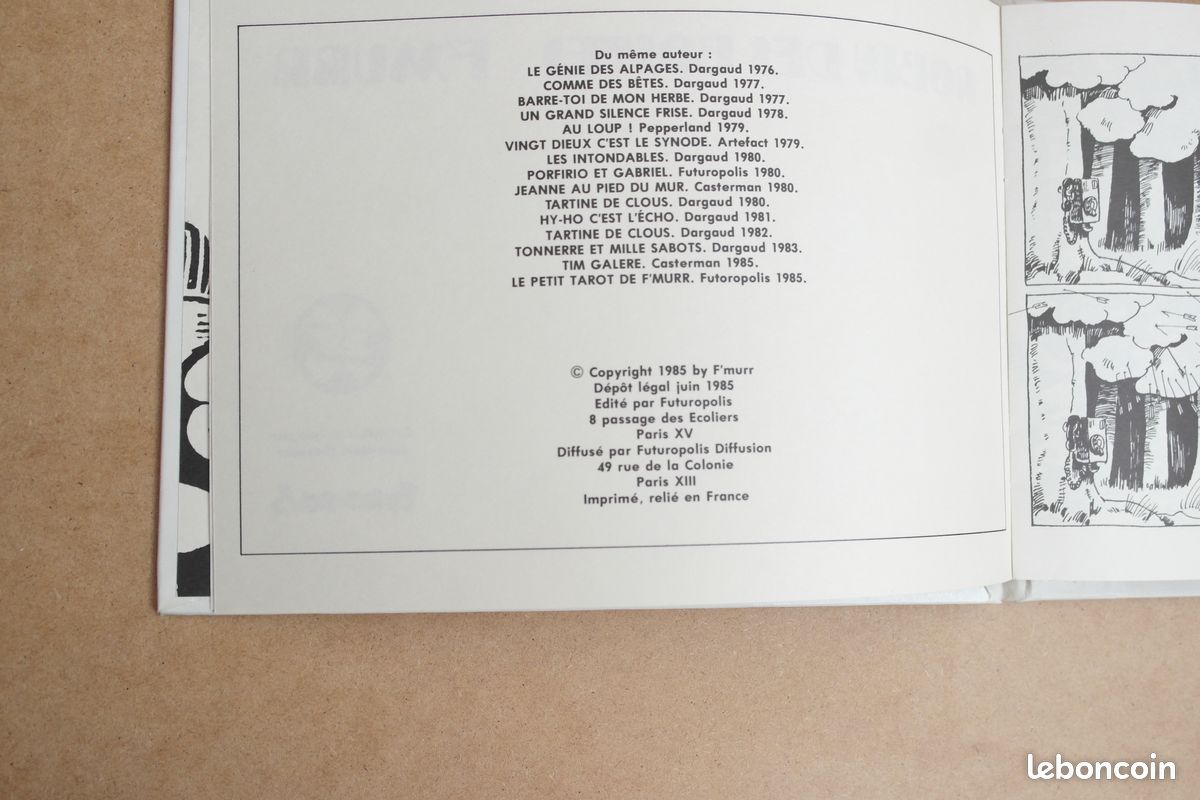 Du même auteur :
LE GÉNIE DES ALPAGES. Dargaud 1976.
COMME DES BÊTES. Dargaud 1977.
BARRE-TOI DE MON HERBE. Dargaud 1977.
UN GRAND SILENCE FRISE. Dargaud 1978.
AU LOUP ! Pepperland 1979.
VINGT DIEUX C'EST LE SYNODE. Artefact 1979.
LES INTONDABLES. Dargaud 1980.
PORFIRIO ET GABRIEL. Futuropolis 1980.
JEANNE AU PIED DU MUR. Casterman 1980.
TARTINE DE CLOUS. Dargaud 1980.
HY-HO C'EST L'ÉCHO. Dargaud 1981.
TARTINE DE CLOUS. Dargaud 1982.
TONNERRE ET MILLE SABOTS. Dargaud 1983.
TIM GALERE. Casterman 1985.
LE PETIT TAROT DE F'MURR. Futoropolis 1985.
© Copyright 1985 by F'murr
Dépôt légal juin 1985
Edité par Futuropolis
8 passage des Ecoliers
Paris XV
Diffusé par Futuropolis Diffusion
49 rue de la Colonie
Paris XIII
Imprimé, relié en France
leboncoin